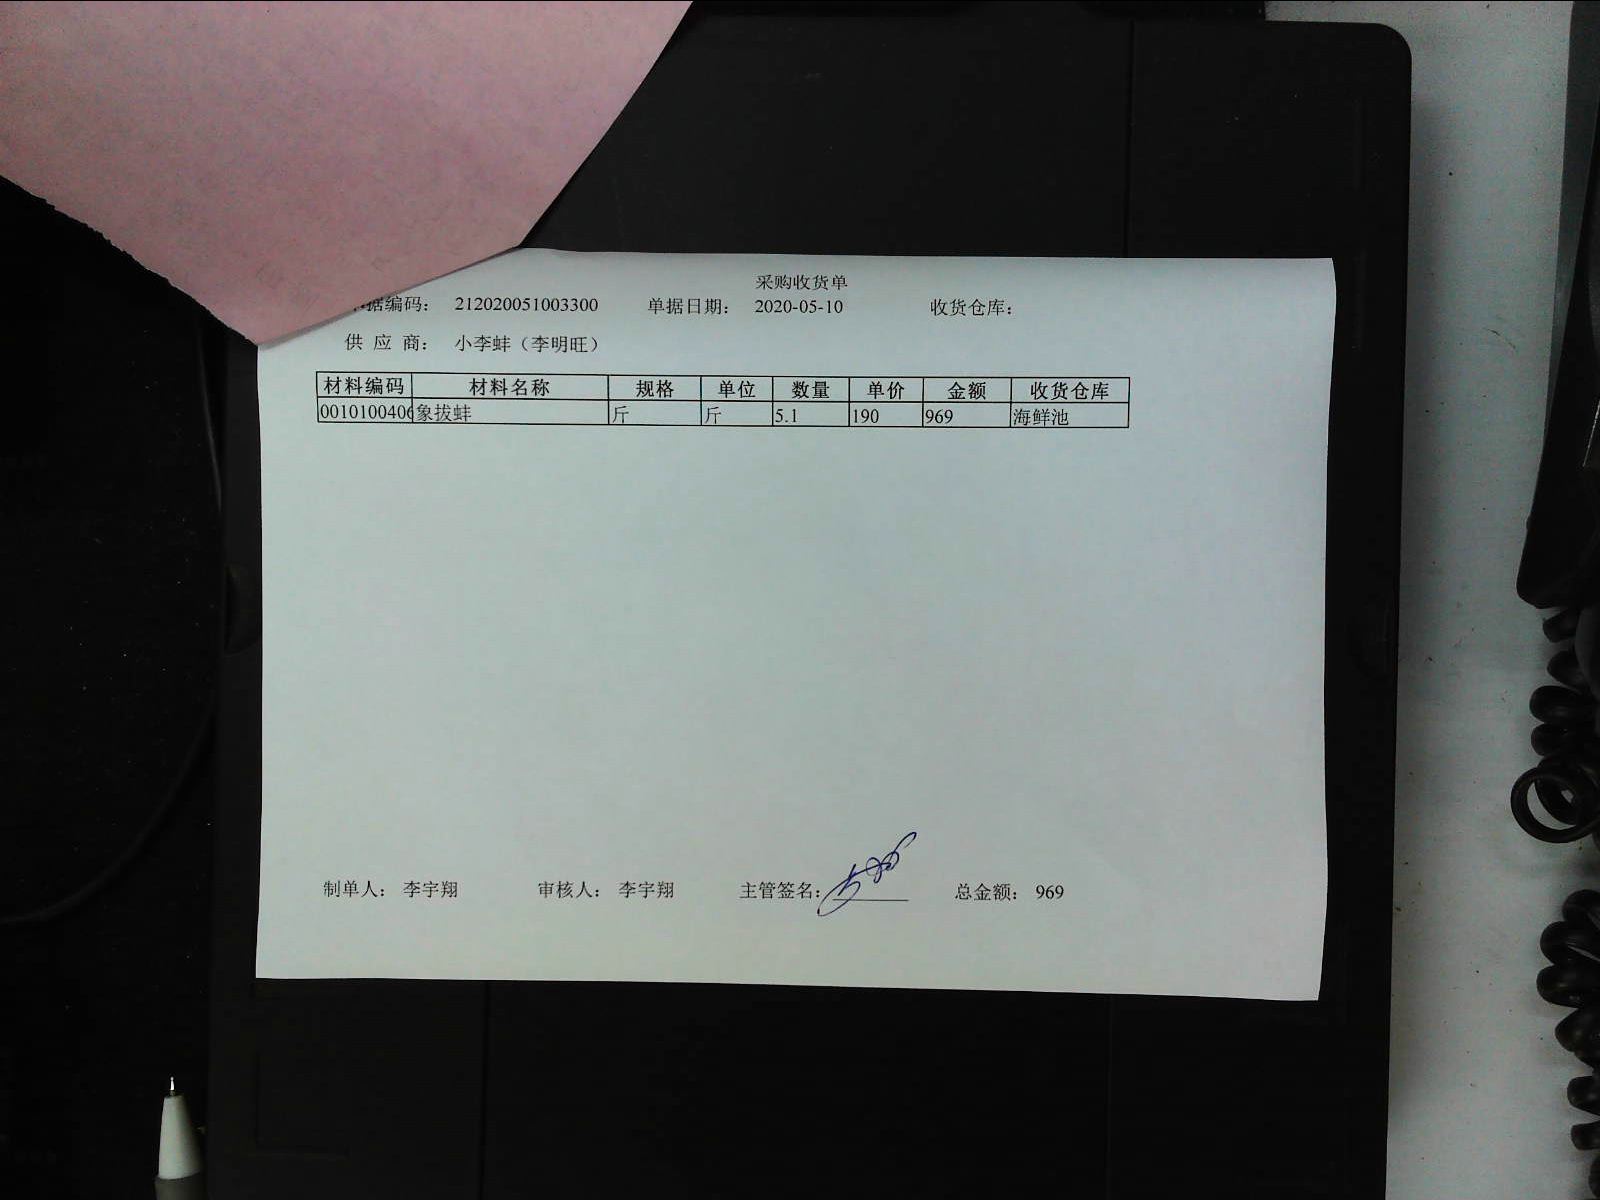 采购收货单
据编码： 212020051003300 单据日期： 2020-05-10 收货仓库：
供 应 商： 小李蚌（李明旺）
材料编码 材料名称 规格 单位 数量 单价 金额 收货仓库
0010100406 象拔蚌 斤 斤 5.1 190 969 海鲜池
制单人： 李宇翔 审核人： 李宇翔 主管签名： 总金额： 969